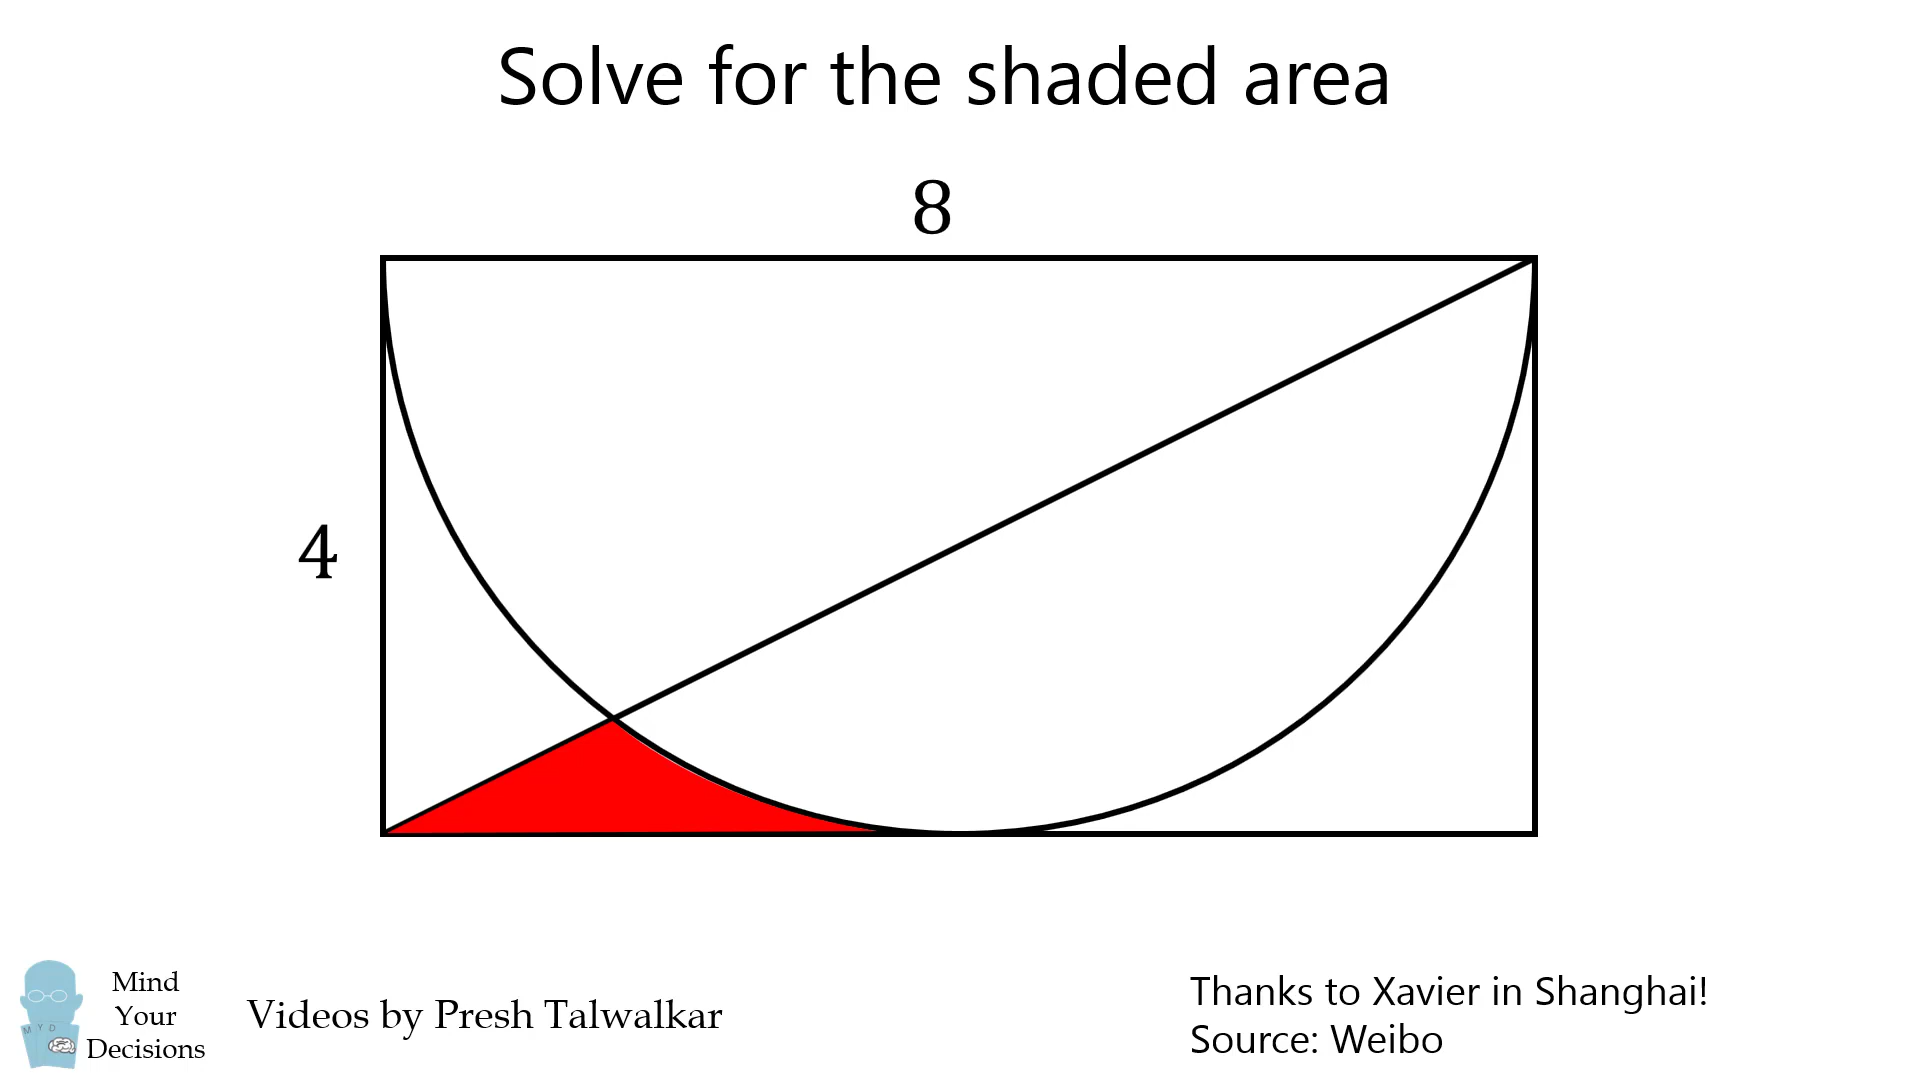 Solve for the shaded area
8
4
Mind
Your
Decisions
M Y D
Videos by Presh Talwalkar
Thanks to Xavier in Shanghai!
Source: Weibo